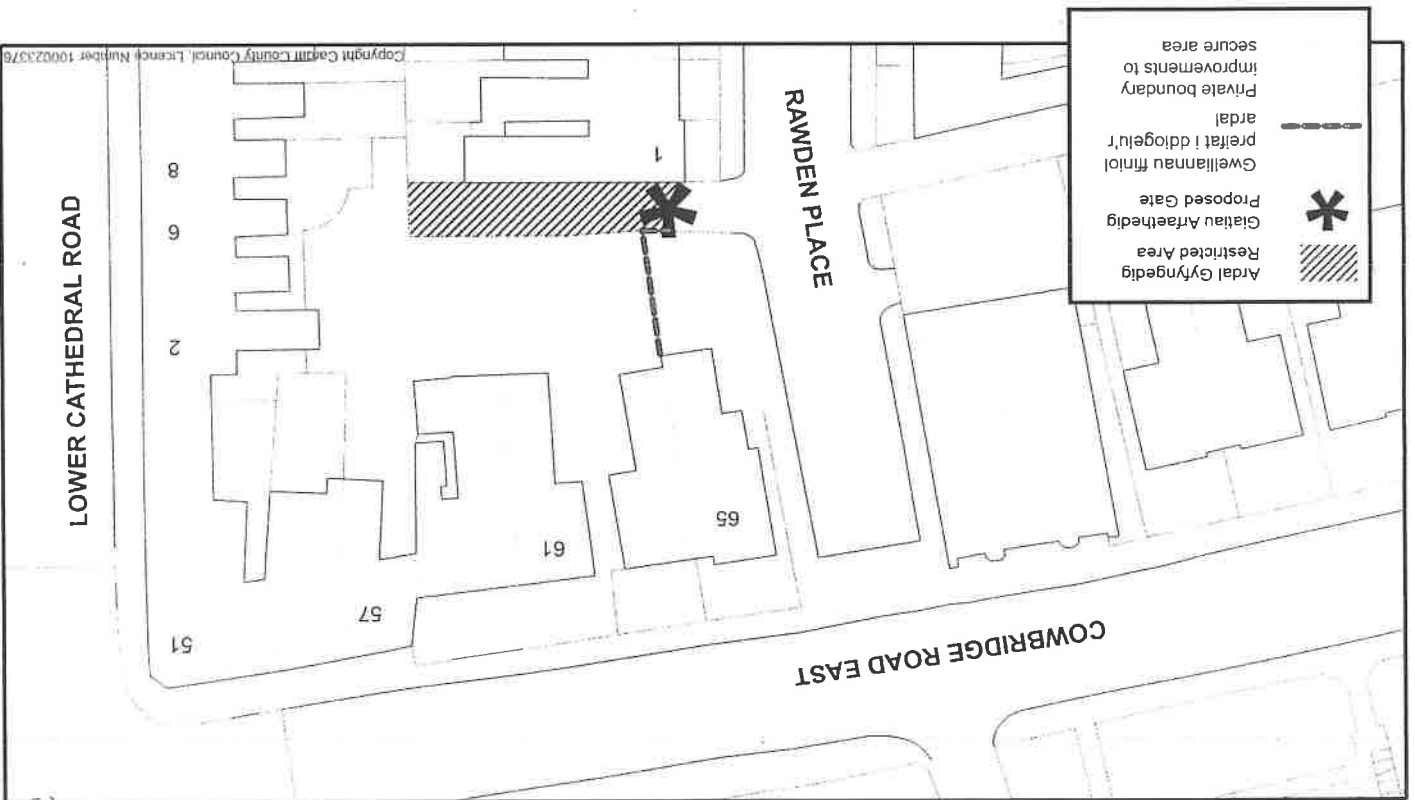 COWBRIDGE ROAD EAST
51
57
61
65
LOWER CATHEDRAL ROAD
RAWDEN PLACE
2
6
8
1
Ardal Gyfyngedig
Restricted Area
Giatiau Arfaethedig
Proposed Gate
Gwelliannau ffiniol
preifat i ddiogelu'r
ardal
Private boundary
improvements to
secure area
Copyright Cardiff County Council, Licence Number 100023376